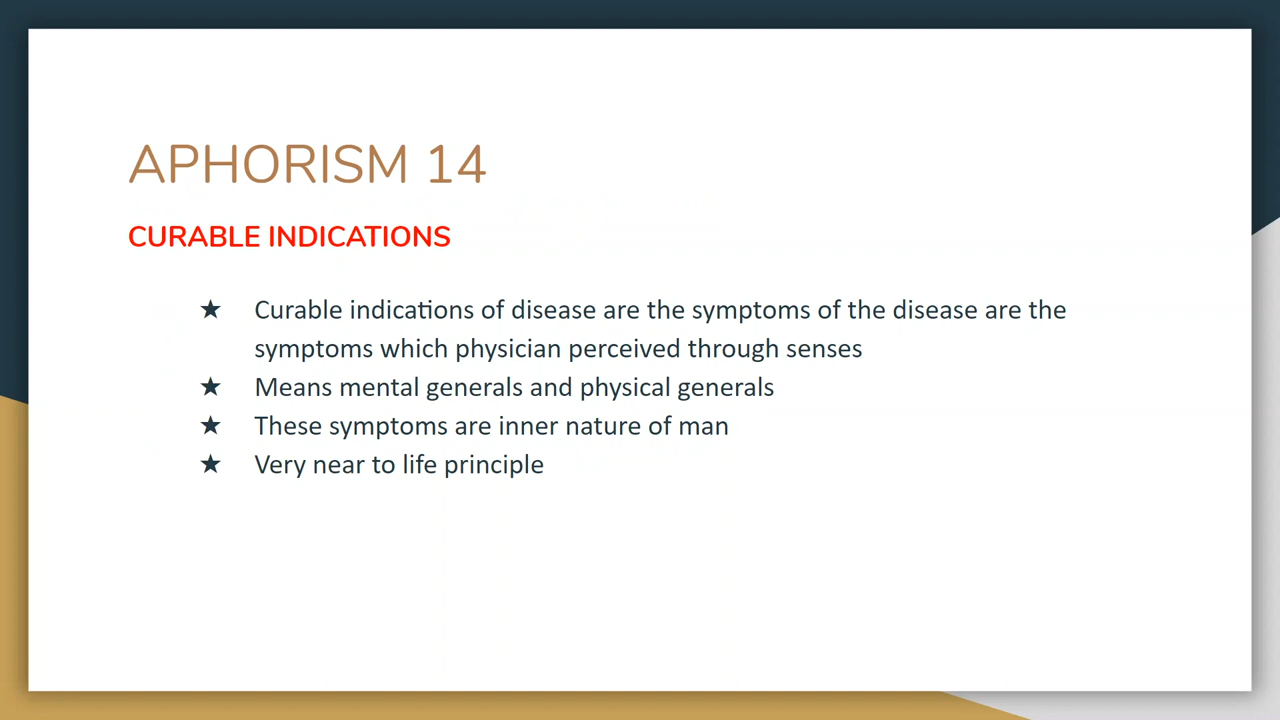 APHORISM 14
CURABLE INDICATIONS
★ Curable indications of disease are the symptoms of the disease are the
symptoms which physician perceived through senses
★ Means mental generals and physical generals
★ These symptoms are inner nature of man
★ Very near to life principle